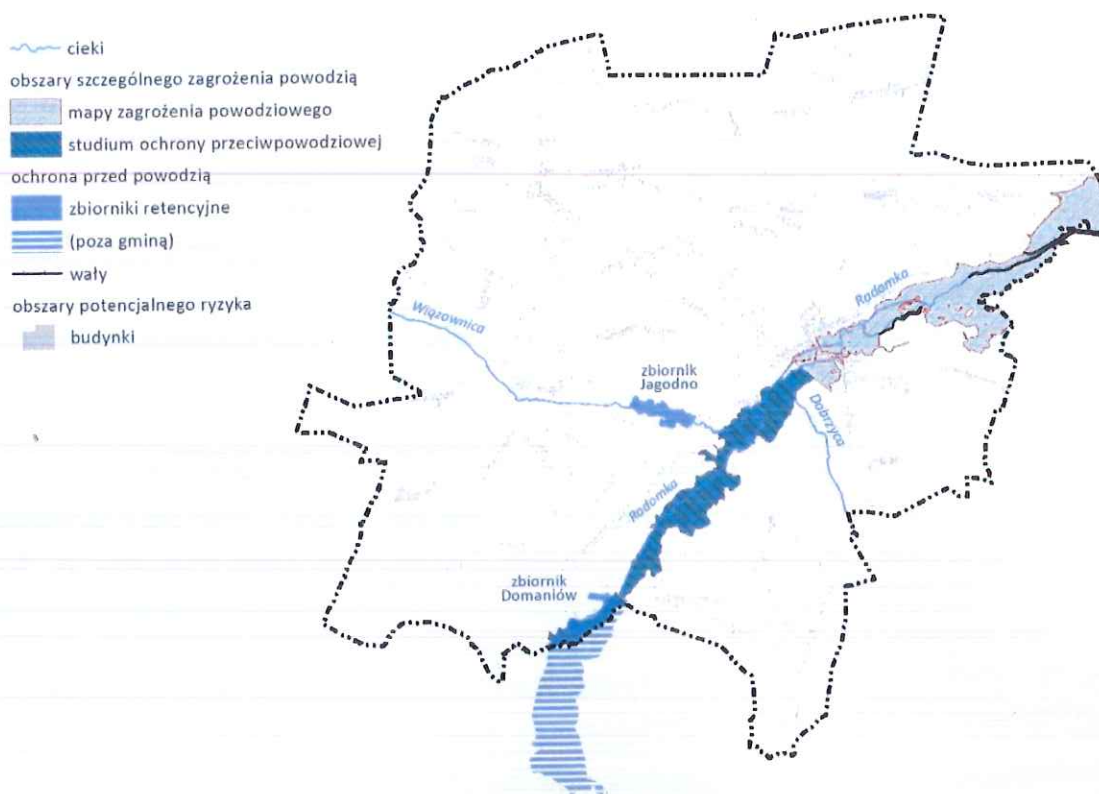 cieki
obszary szczególnego zagrożenia powodzią
mapy zagrożenia powodziowego
studium ochrony przeciwpowodziowej
ochrona przed powodzią
zbiorniki retencyjne
(poza gminą)
wały
obszary potencjalnego ryzyka
budynki
Radomka
Wiązownica
zbiornik
Jagodno
Dobrzyca
Radomka
zbiornik
Domaniów